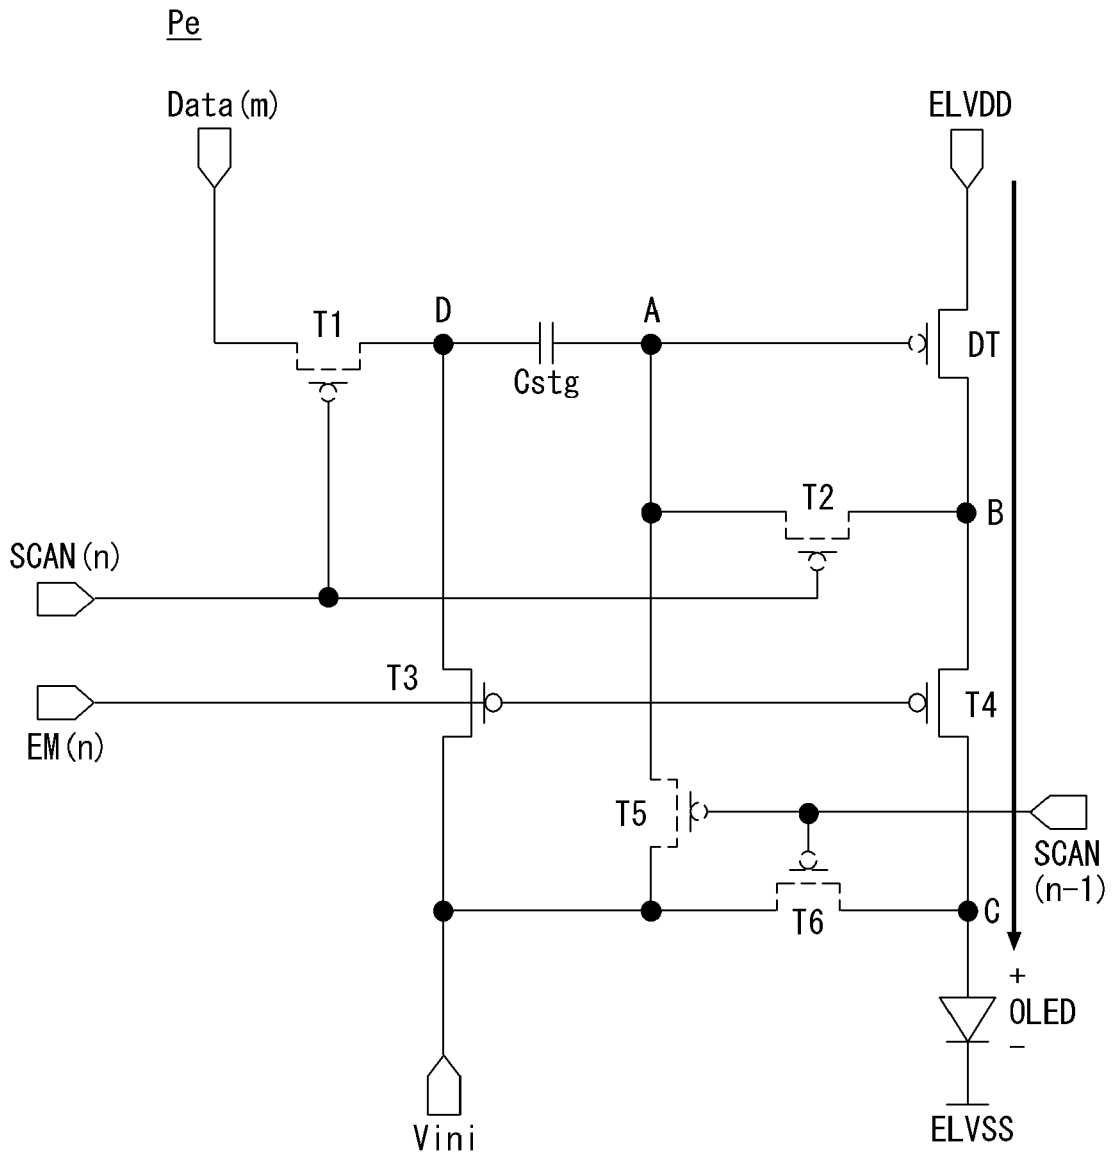 Pe
Data(m)
ELVDD
D
A
T1
DT
Cstg
T2
B
SCAN(n)
T3
T4
EM(n)
T5
SCAN
(n-1)
T6
C
+
OLED
-
Vini
ELVSS